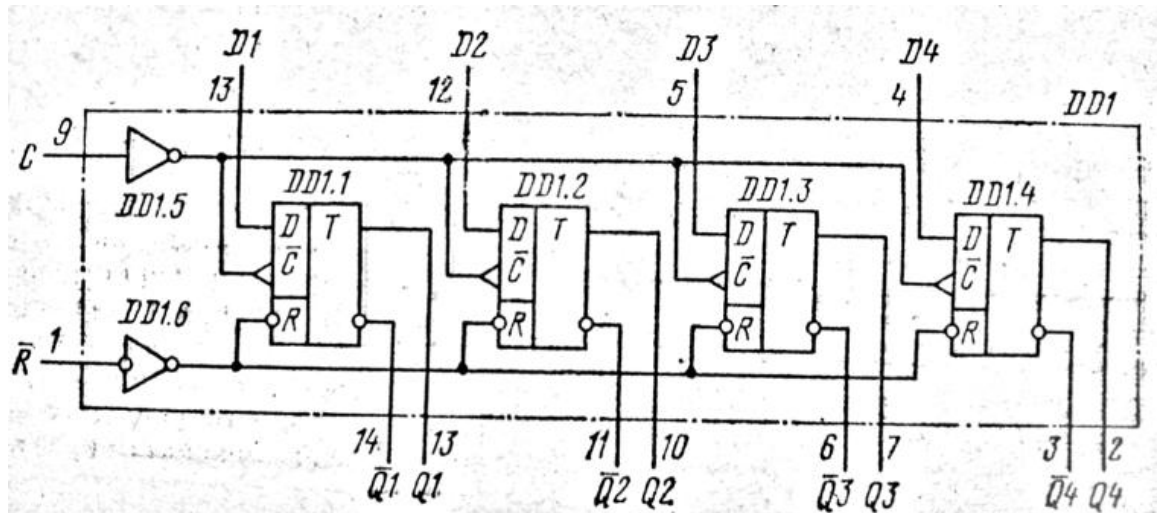 D1 D2 D3 D4
13 12 5 4 DD1
C 9
DD1.5 DD1.1 DD1.2 DD1.3 DD1.4
D T D T D T D T
C̄ C̄ C̄ C̄
DD1.6
R R R R
R̄ 1
14 13 11 10 6 7 3 2
Q̄1 Q1 Q̄2 Q2 Q̄3 Q3 Q̄4 Q4